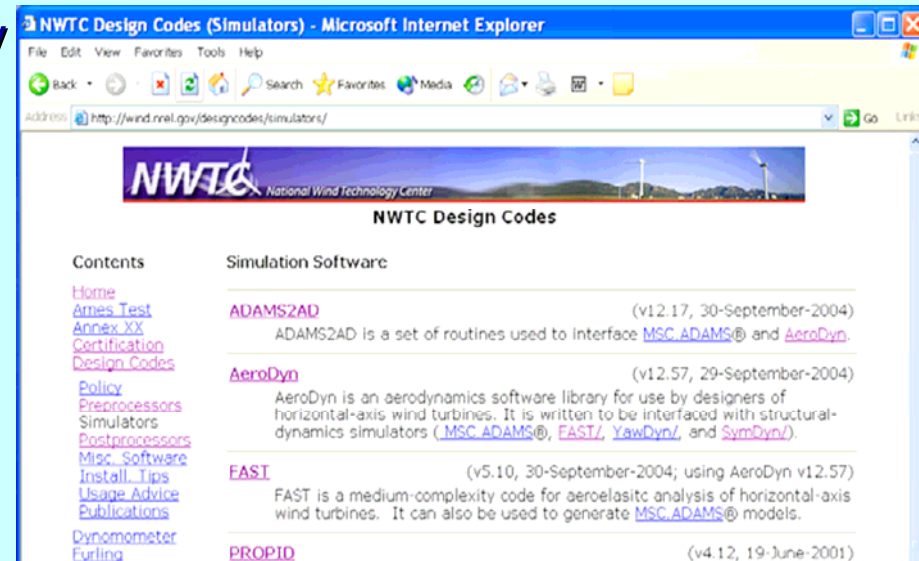 NWTC Design Codes (Simulators) - Microsoft Internet Explorer
File Edit View Favorites Tools Help
Back Search Favorites Media
Address http://wind.nrel.gov/designcodes/simulators/ Go Links
NWTC National Wind Technology Center
NWTC Design Codes
Contents
Home
Ames Test
Annex XX
Certification
Design Codes
Policy
Preprocessors
Simulators
Postprocessors
Misc. Software
Install. Tips
Usage Advice
Publications
Dynomometer
Furling
Simulation Software
ADAMS2AD (v12.17, 30-September-2004)
ADAMS2AD is a set of routines used to interface MSC.ADAMS® and AeroDyn.
AeroDyn (v12.57, 29-September-2004)
AeroDyn is an aerodynamics software library for use by designers of
horizontal-axis wind turbines. It is written to be interfaced with structural-
dynamics simulators ( MSC.ADAMS®, FAST/, YawDyn/, and SymDyn/).
FAST (v5.10, 30-September-2004; using AeroDyn v12.57)
FAST is a medium-complexity code for aeroelasitc analysis of horizontal-axis
wind turbines. It can also be used to generate MSC.ADAMS® models.
PROPID (v4.12, 19-June-2001)